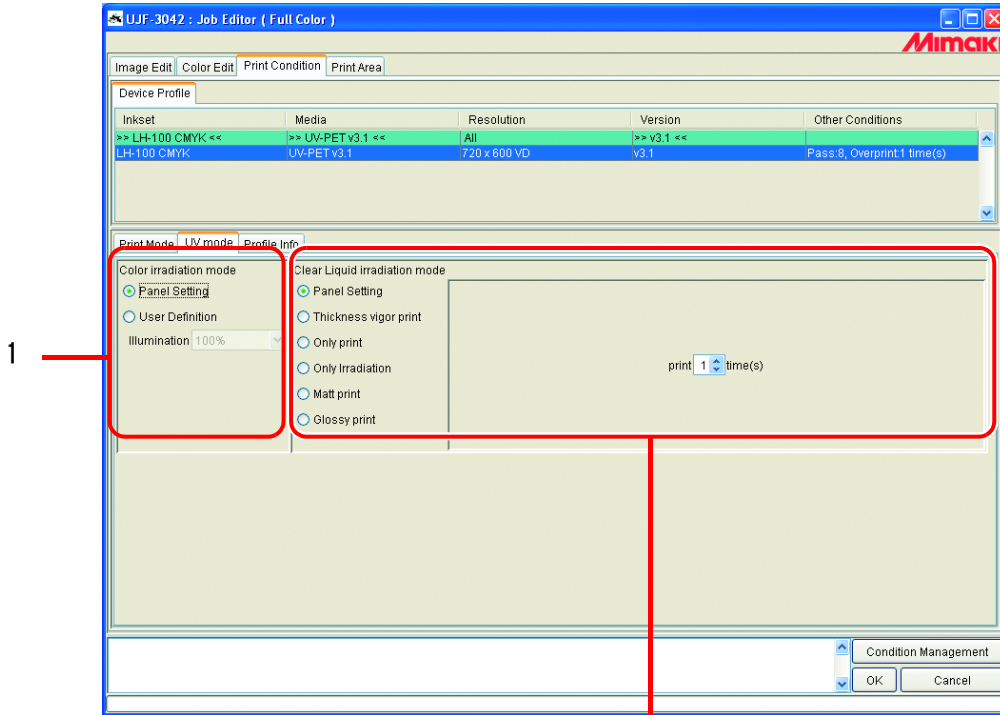 UJF-3042 : Job Editor ( Full Color )
Mimaki
Image Edit Color Edit Print Condition Print Area
Device Profile
Inkset Media Resolution Version Other Conditions
>> LH-100 CMYK << >> UV-PET v3.1 << All >> v3.1 <<
LH-100 CMYK UV-PET v3.1 720 x 600 VD v3.1 Pass:8, Overprint:1 time(s)
Print Mode UV mode Profile Info
Color irradiation mode
Panel Setting
User Definition
Illumination 100%
Clear Liquid irradiation mode
Panel Setting
Thickness vigor print
Only print
Only Irradiation
Matt print
Glossy print
print 1 time(s)
1
Condition Management
OK Cancel